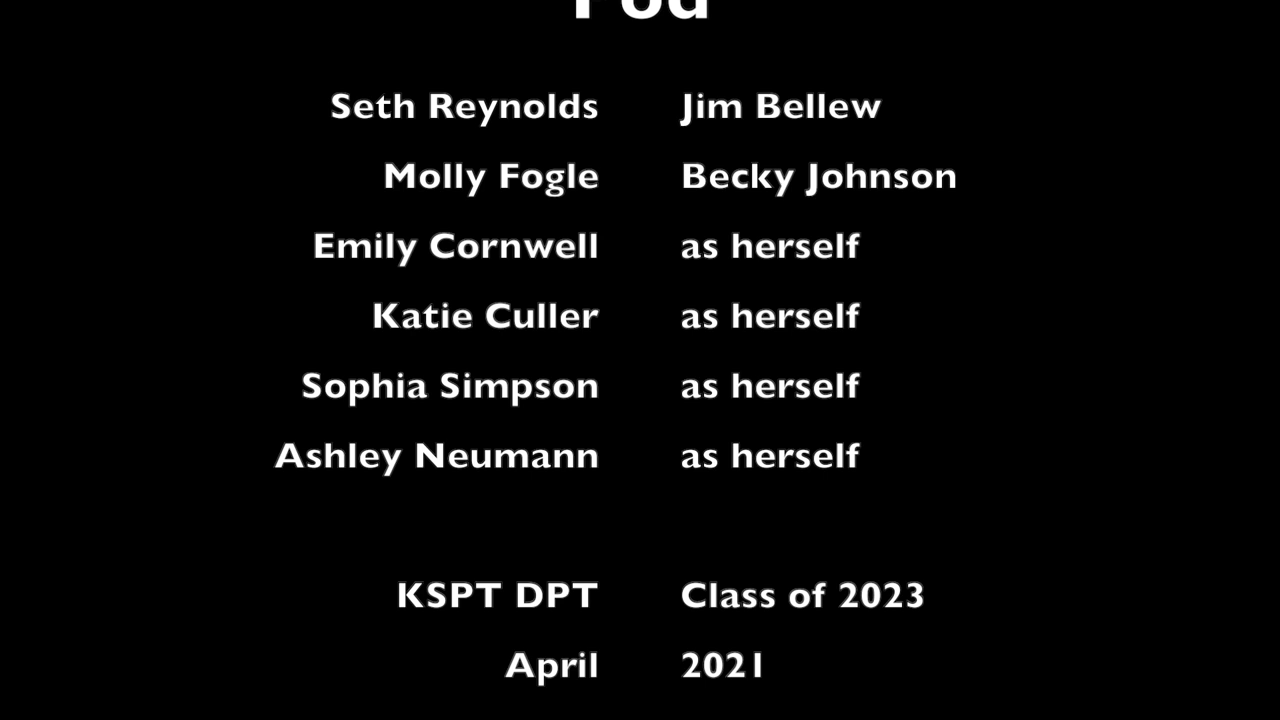 Pod
Seth Reynolds Jim Bellew
Molly Fogle Becky Johnson
Emily Cornwell as herself
Katie Culler as herself
Sophia Simpson as herself
Ashley Neumann as herself
KSPT DPT Class of 2023
April 2021